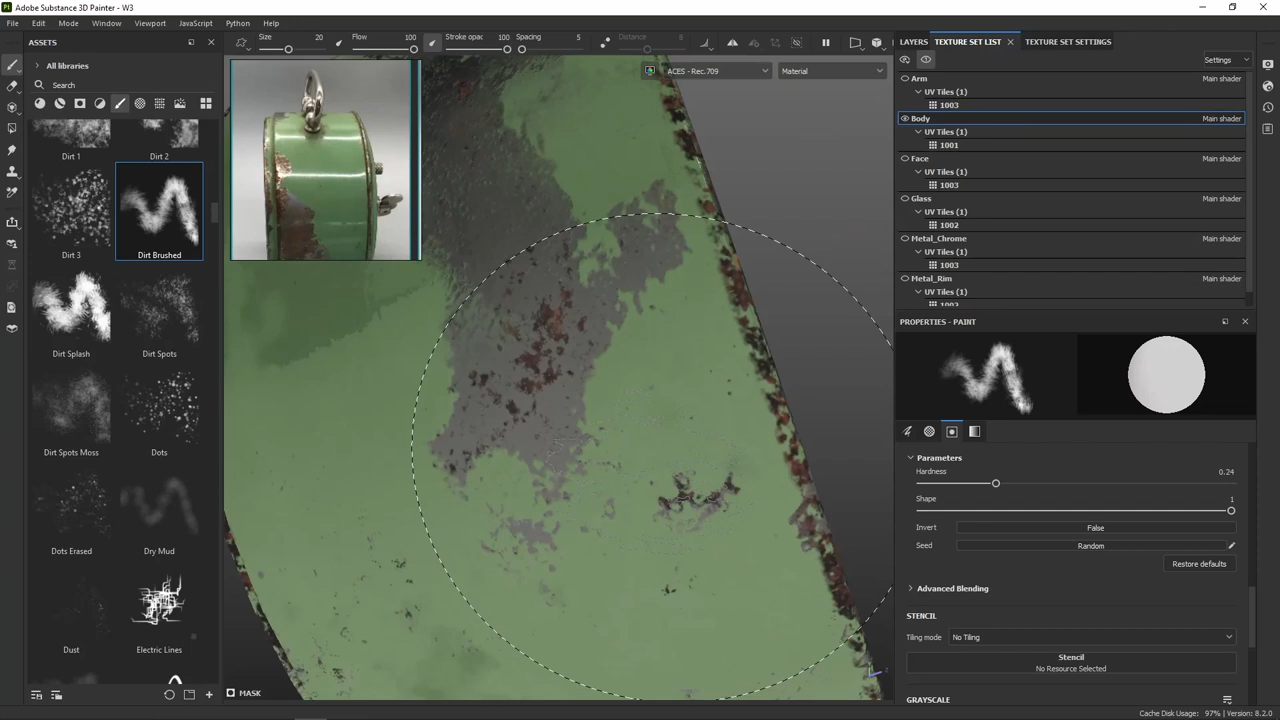 Adobe Substance 3D Painter - W3
File Edit Mode Window Viewport JavaScript Python Help
ASSETS
All libraries
Search
Dirt 1
Dirt 2
Dirt 3
Dirt Brushed
Dirt Splash
Dirt Spots
Dirt Spots Moss
Dots
Dots Erased
Dry Mud
Dust
Electric Lines
Size 20
Flow 100
Stroke opac 100
Spacing 5
Distance 8
ACES - Rec.709
Material
MASK
LAYERS
TEXTURE SET LIST
TEXTURE SET SETTINGS
Settings
Arm Main shader
UV Tiles (1)
1003
Body Main shader
UV Tiles (1)
1001
Face Main shader
UV Tiles (1)
1003
Glass Main shader
UV Tiles (1)
1002
Metal_Chrome Main shader
UV Tiles (1)
1003
Metal_Rim Main shader
UV Tiles (1)
PROPERTIES - PAINT
Parameters
Hardness 0.24
Shape 1
Invert False
Seed Random
Restore defaults
Advanced Blending
STENCIL
Tiling mode No Tiling
Stencil
No Resource Selected
GRAYSCALE
Cache Disk Usage: 97% | Version: 8.2.0